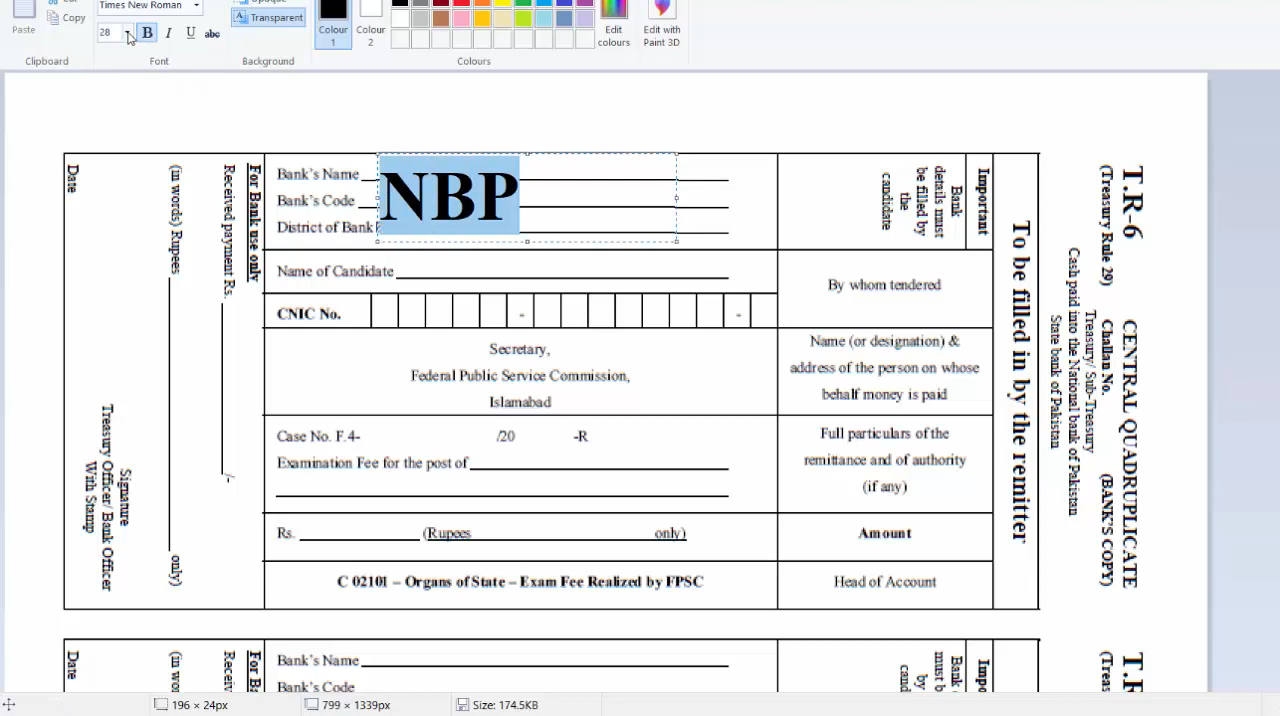 Times New Roman
Cut
Opaque
Paste
Copy
28
B I U abc
Transparent
Colour
1
Colour
2
Edit
colours
Edit with
Paint 3D
Clipboard
Font
Background
Colours
Date
(in words) Rupees
only)
Received payment Rs.
/-
For Bank use only
Signature
Treasury Officer/ Bank Officer
With Stamp
Bank's Name
NBP
Bank's Code
District of Bank
Name of Candidate
CNIC No.
-
-
Secretary,
Federal Public Service Commission,
Islamabad
Case No. F.4-
/20
-R
Examination Fee for the post of
Rs.
(Rupees
only)
C 02101 – Organs of State – Exam Fee Realized by FPSC
Important
Bank
details must
be filled by
the
candidate
By whom tendered
Name (or designation) &
address of the person on whose
behalf money is paid
Full particulars of the
remittance and of authority
(if any)
Amount
Head of Account
To be filled in by the remitter
T.R-6
CENTRAL QUADRUPLICATE
(Treasury Rule 29)
Challan No.
(BANK'S COPY)
Treasury/ Sub-Treasury
Cash paid into the National bank of Pakistan
State bank of Pakistan
Date
(in
Bank's Name
Bank's Code
196 × 24px
799 × 1339px
Size: 174.5KB